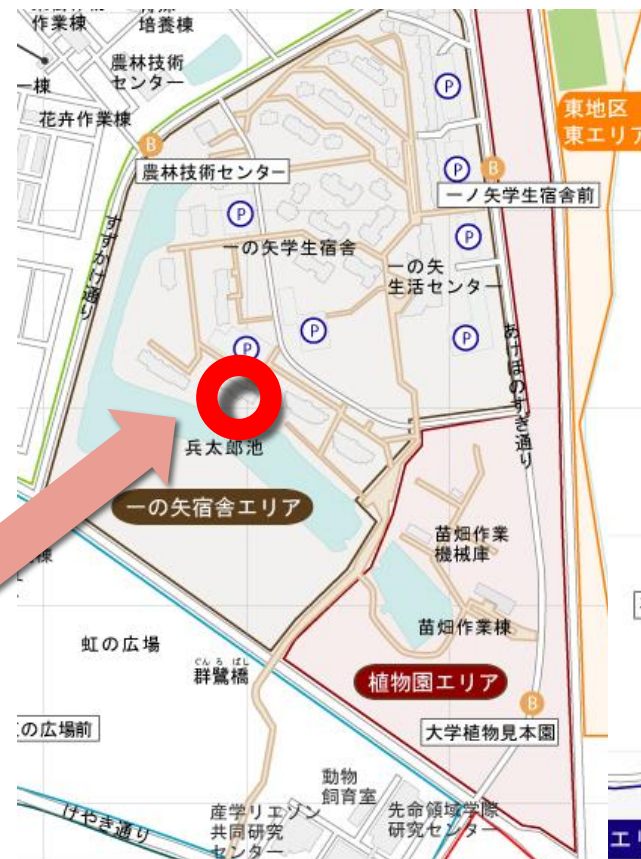 作業棟
培養棟
農林技術
センター
棟
花卉作業棟
B
農林技術センター
すずかけ通り
P
P
B
一ノ矢学生宿舎前
東地区
東エリア
P
一の矢学生宿舎
P
一の矢
生活センター
P
P
P
あけぼのすぎ通り
兵太郎池
一の矢宿舎エリア
苗畑作業
機械庫
苗畑作業棟
虹の広場
ぐんろばし
群鷺橋
植物園エリア
B
大学植物見本園
の広場前
動物
飼育室
けやき通り
産学リエゾン
共同研究
センター
先命領域学際
研究センター
エリ